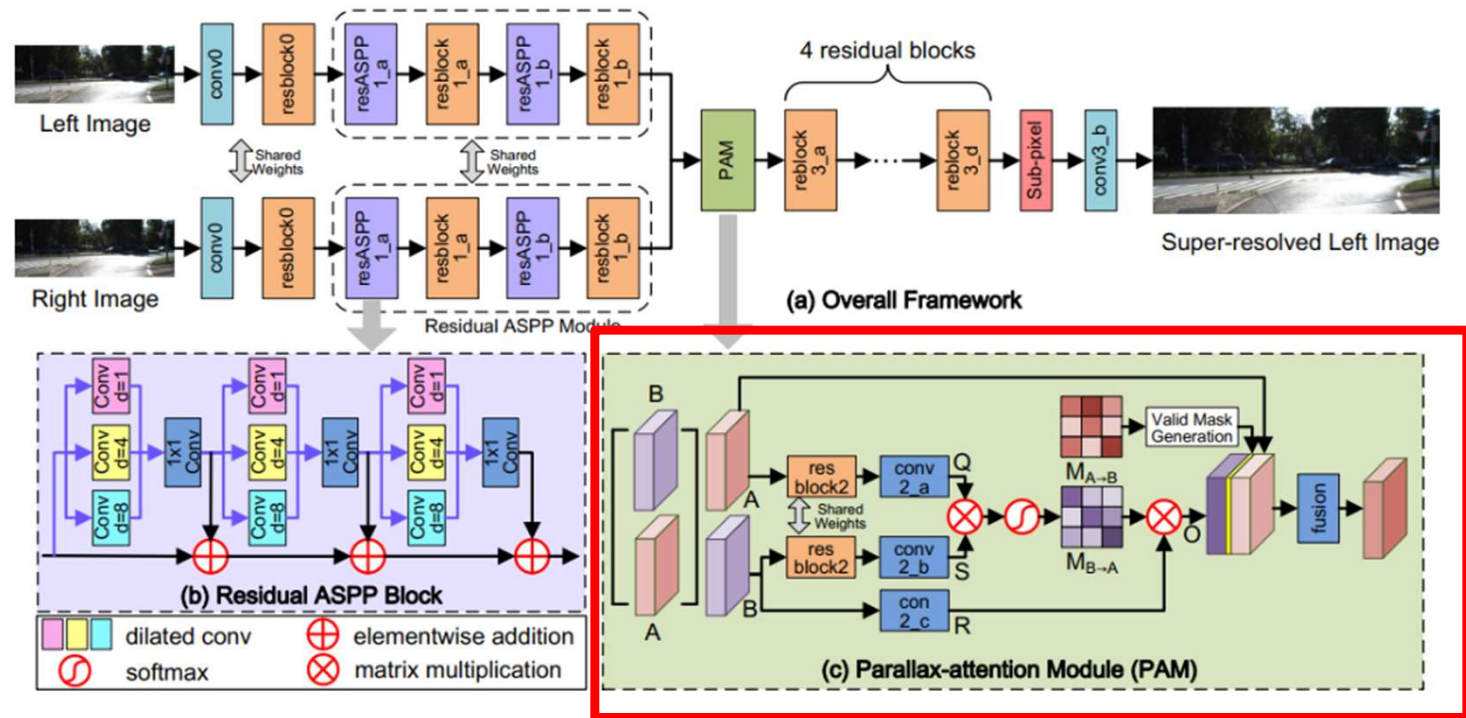 conv0
resblock0
resASPP
1_a
resblock
1_a
resASPP
1_b
resblock
1_b
Left Image
Shared
Weights
Shared
Weights
conv0
resblock0
resASPP
1_a
resblock
1_a
resASPP
1_b
resblock
1_b
Right Image
Residual ASPP Module
PAM
4 residual blocks
reblock
3_a
reblock
3_d
Sub-pixel
conv3_b
Super-resolved Left Image
(a) Overall Framework
Conv
d=1
Conv
d=4
Conv
d=8
1x1
Conv
Conv
d=1
Conv
d=4
Conv
d=8
1x1
Conv
Conv
d=1
Conv
d=4
Conv
d=8
1x1
Conv
(b) Residual ASPP Block
dilated conv
elementwise addition
softmax
matrix multiplication
B
A
A
B
res
block2
conv
2_a
Q
Shared
Weights
res
block2
conv
2_b
S
con
2_c
R
M_A→B
Valid Mask
Generation
M_B→A
O
fusion
(c) Parallax-attention Module (PAM)